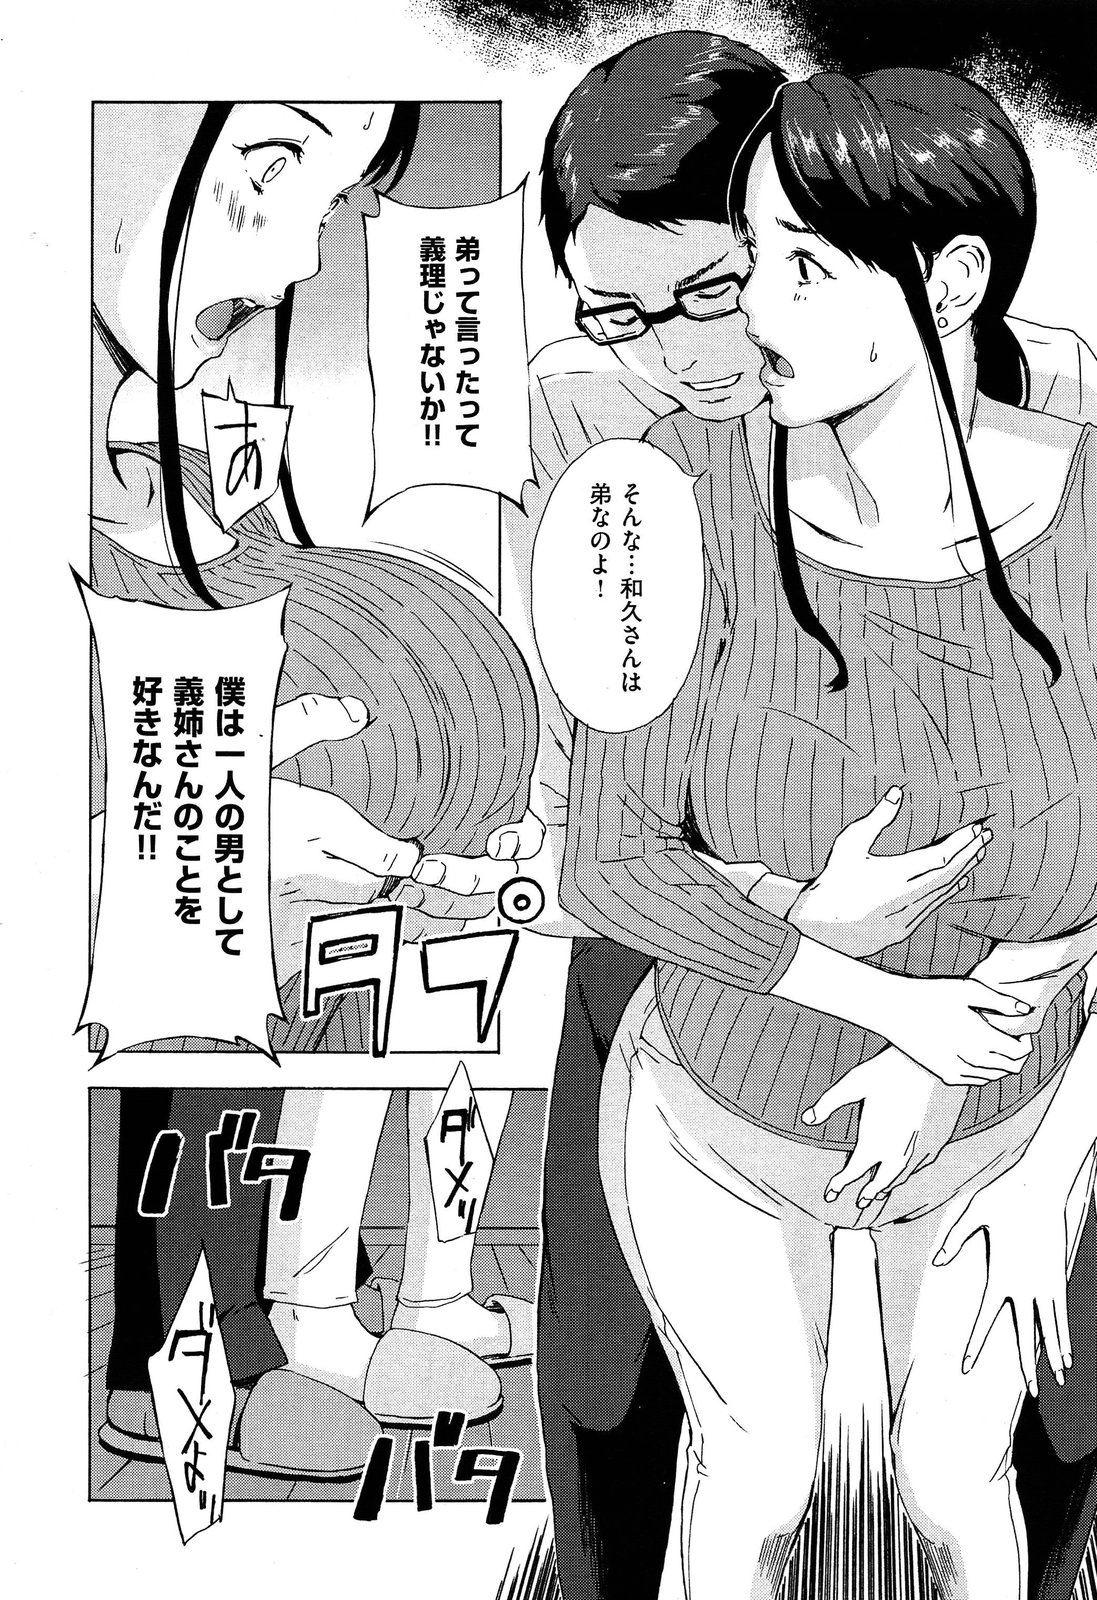 そんな…和久さんは
弟なのよ！
弟って言ったって
義理じゃないか!!
あ
僕は一人の男として
義姉さんのことを
好きなんだ!!
タプ
ダメッ
バタ
ダメよッ
バタ